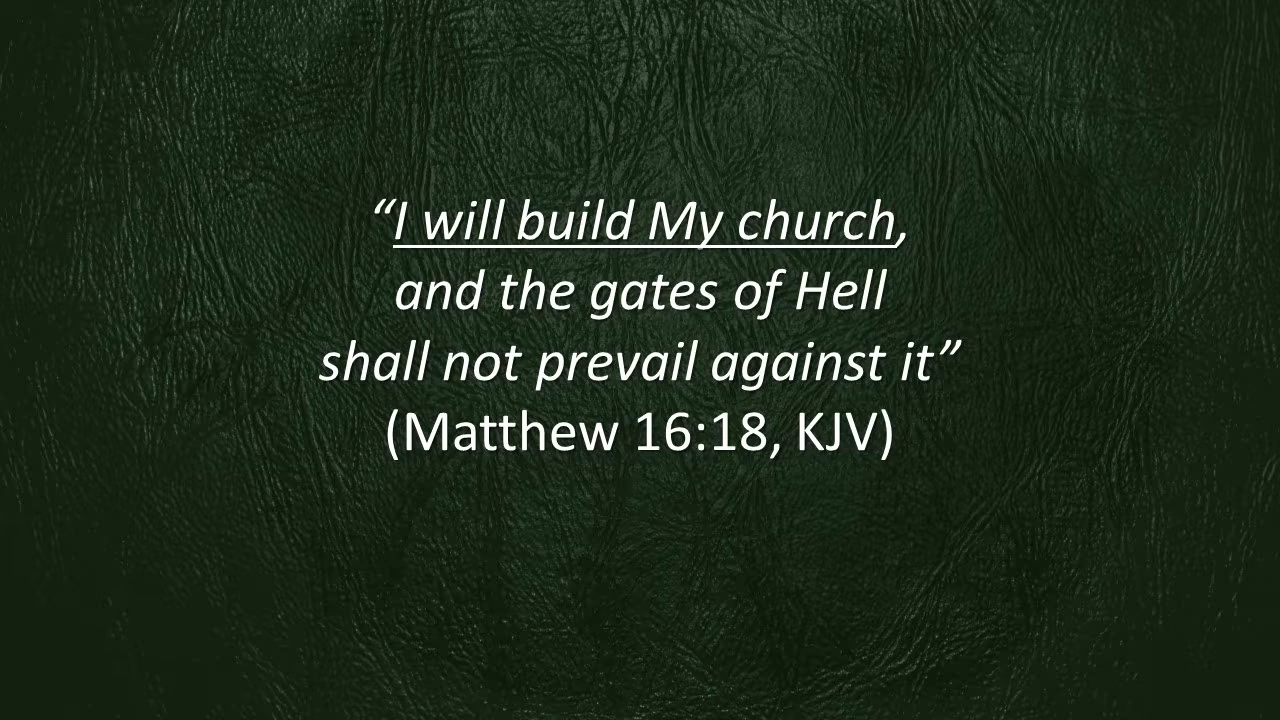 “I will build My church,
and the gates of Hell
shall not prevail against it”
(Matthew 16:18, KJV)